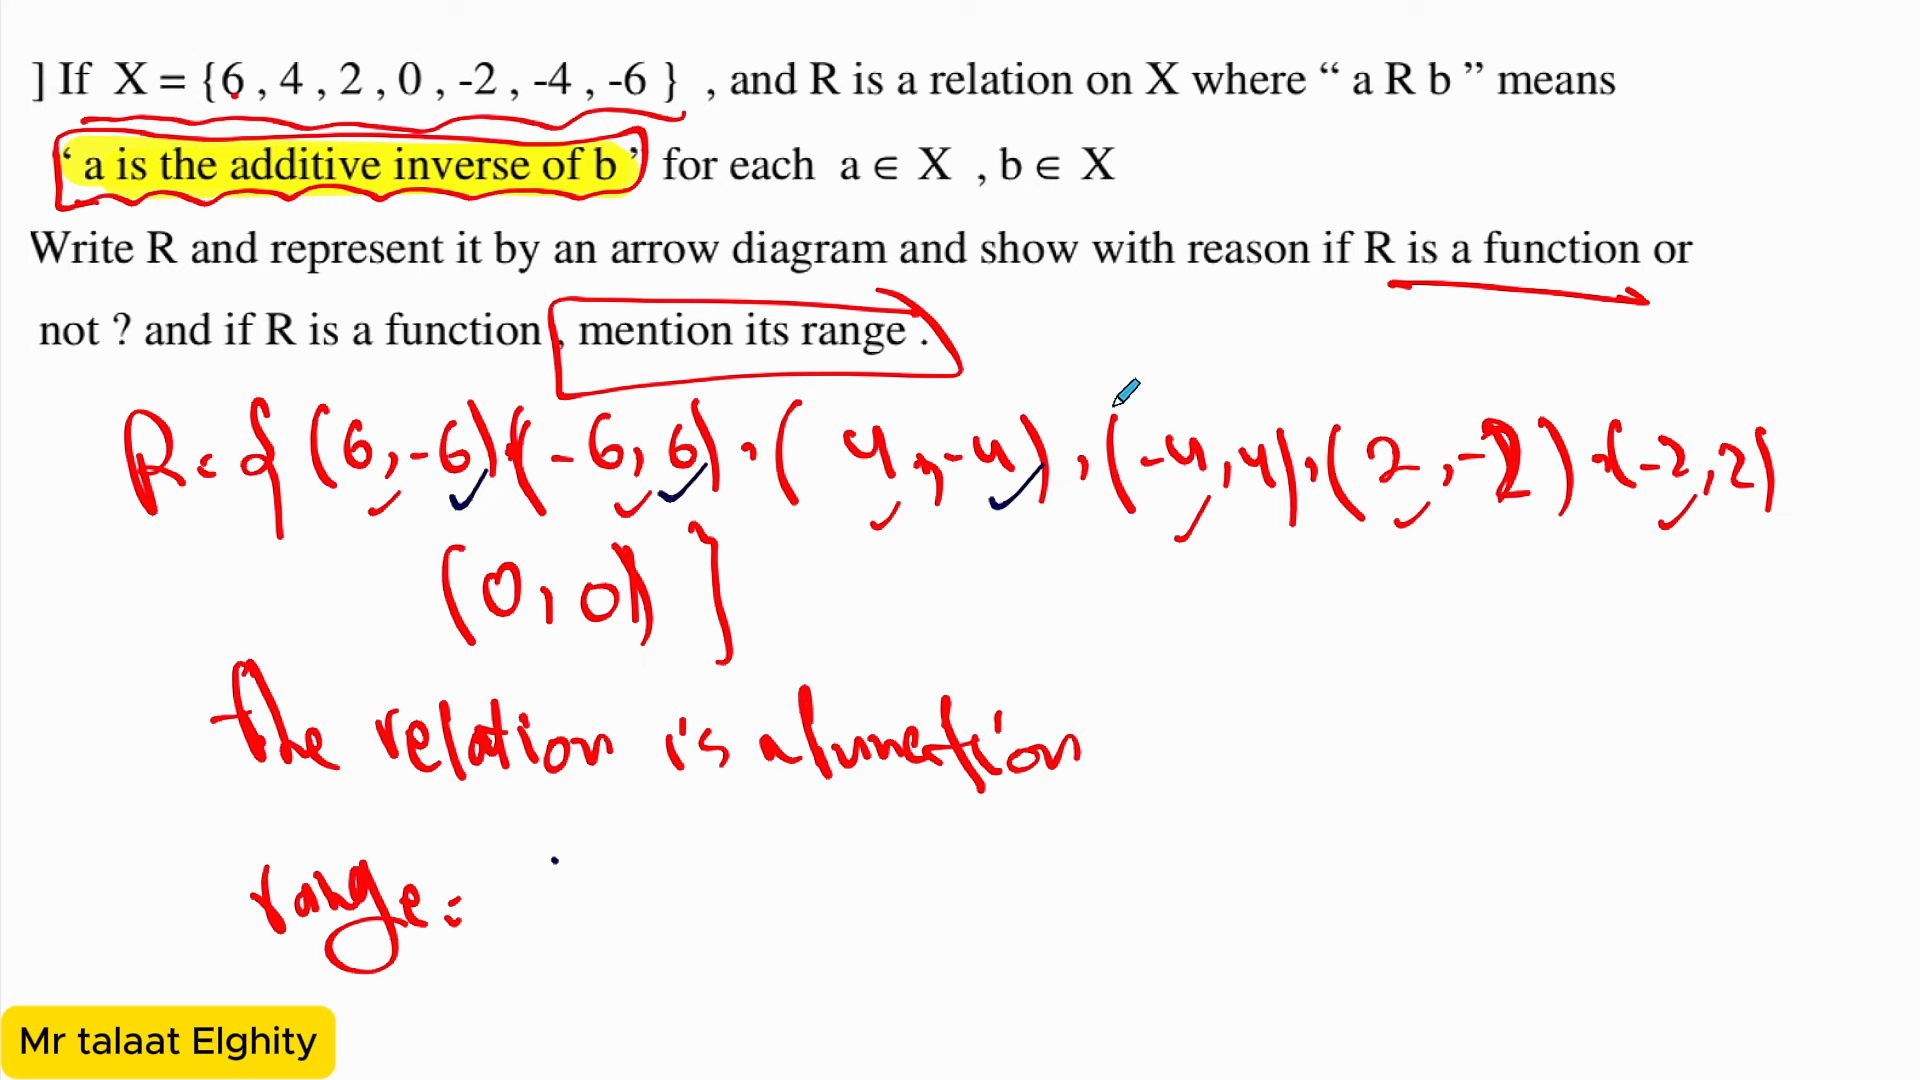 ] If X = {6 , 4 , 2 , 0 , -2 , -4 , -6 } , and R is a relation on X where “ a R b ” means
‘ a is the additive inverse of b ’ for each a ∈ X , b ∈ X
Write R and represent it by an arrow diagram and show with reason if R is a function or
not ? and if R is a function , mention its range .
R = { (6, -6), (-6, 6), (4, -4), (-4, 4), (2, -2), (-2, 2)
(0, 0) }
the relation is a function
range =
Mr talaat Elghity